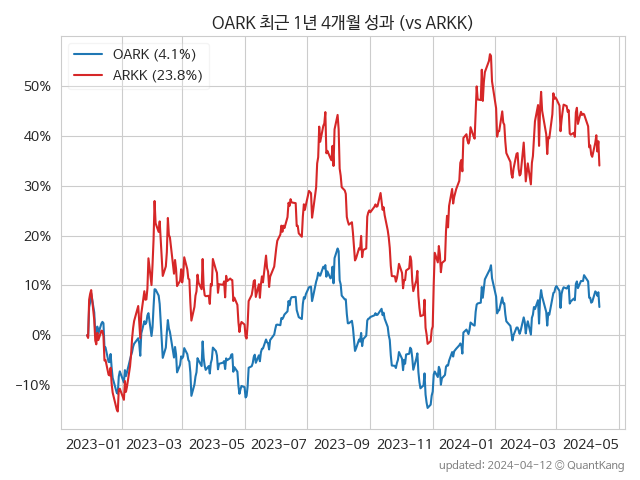 OARK 최근 1년 4개월 성과 (vs ARKK)
OARK (4.1%)
ARKK (23.8%)
50%
40%
30%
20%
10%
0%
−10%
2023−01 2023−03 2023−05 2023−07 2023−09 2023−11 2024−01 2024−03 2024−05
updated: 2024-04-12 © QuantKang